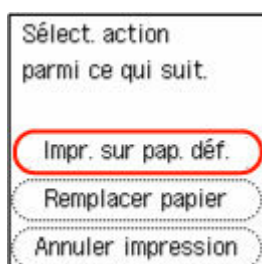 Sélect. action
parmi ce qui suit.
Impr. sur pap. déf.
Remplacer papier
Annuler impression